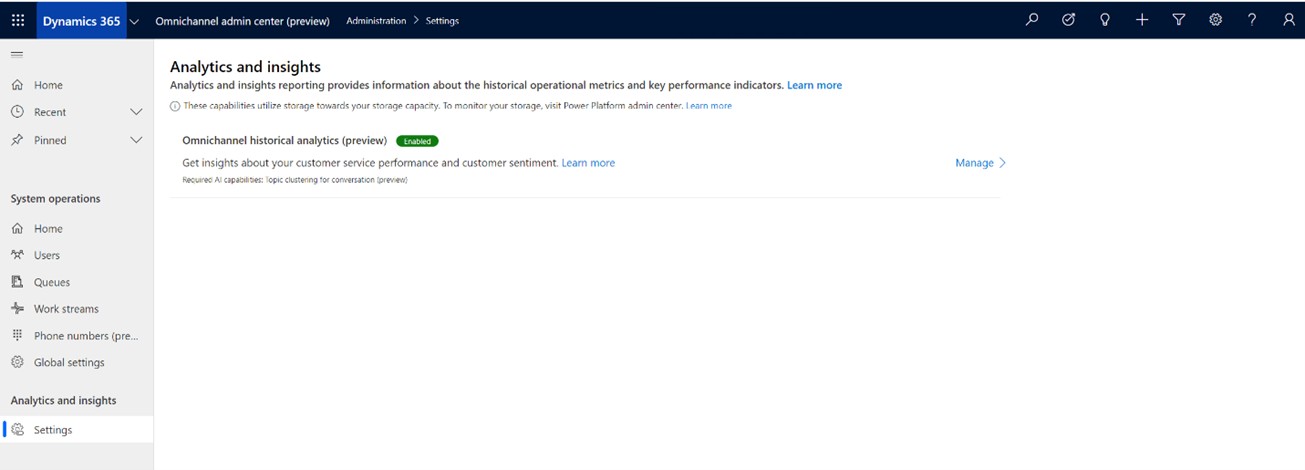 Dynamics 365 Omnichannel admin center (preview) Administration > Settings
Home
Recent
Pinned
System operations
Home
Users
Queues
Work streams
Phone numbers (pre...
Global settings
Analytics and insights
Settings
Analytics and insights
Analytics and insights reporting provides information about the historical operational metrics and key performance indicators. Learn more
These capabilities utilize storage towards your storage capacity. To monitor your storage, visit Power Platform admin center. Learn more
Omnichannel historical analytics (preview) Enabled
Get insights about your customer service performance and customer sentiment. Learn more
Manage >
Required AI capabilities: Topic clustering for conversation (preview)